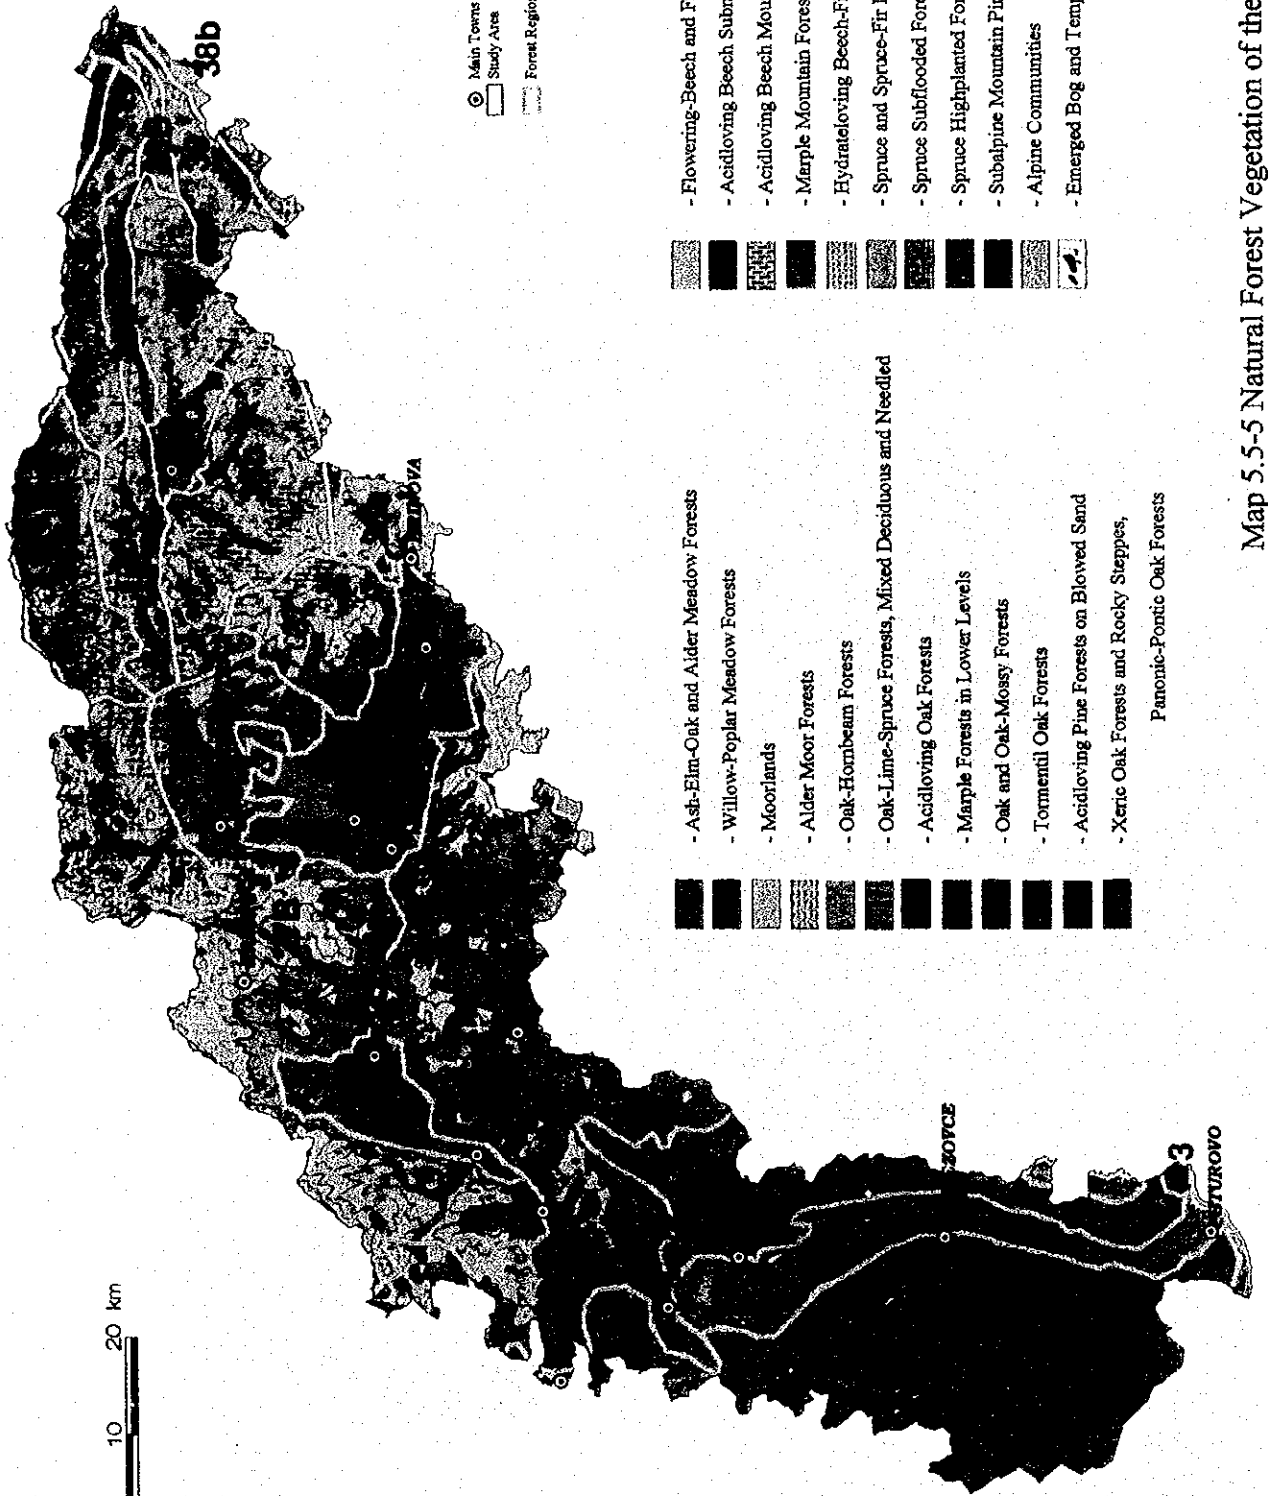 10 20 km
38b
3
STUROVO
Main Towns
Study Area
Forest Region
- Ash-Elm-Oak and Alder Meadow Forests
- Willow-Poplar Meadow Forests
- Moorlands
- Alder Moor Forests
- Oak-Hornbeam Forests
- Oak-Lime-Spruce Forests, Mixed Deciduous and Needled
- Acidloving Oak Forests
- Marple Forests in Lower Levels
- Oak and Oak-Mossy Forests
- Tormentil Oak Forests
- Acidloving Pine Forests on Blowed Sand
- Xeric Oak Forests and Rocky Steppes,
Panonic-Pontic Oak Forests
- Flowering-Beech and F
- Acidloving Beech Subm
- Acidloving Beech Mou
- Marple Mountain Fores
- Hydrateloving Beech-Fi
- Spruce and Spruce-Fir
- Spruce Subflooded Fore
- Spruce Highplanted For
- Subalpine Mountain Pin
- Alpine Communities
- Emerged Bog and Temp
Map 5.5-5 Natural Forest Vegetation of the